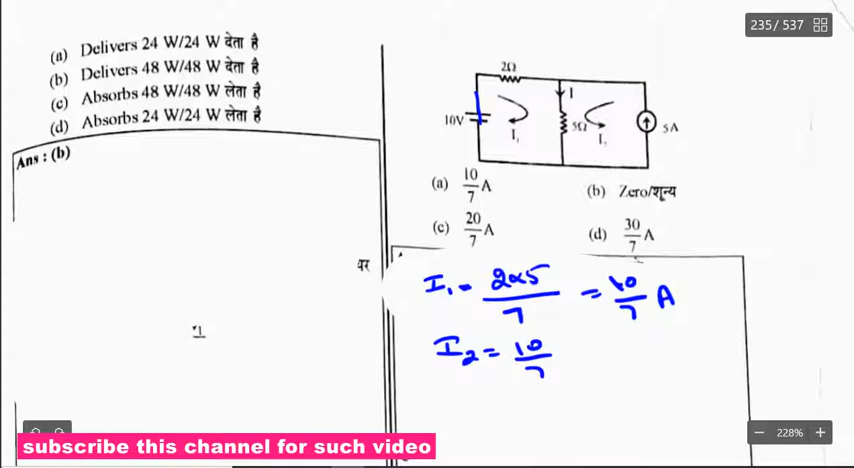 235 / 537
(a) Delivers 24 W/24 W देता है
(b) Delivers 48 W/48 W देता है
(c) Absorbs 48 W/48 W लेता है
(d) Absorbs 24 W/24 W लेता है
Ans : (b)
पर
2Ω
I
10V
I₁
5Ω
I₂
5A
(a) 10/7 A
(b) Zero/शून्य
(c) 20/7 A
(d) 30/7 A
I₁ = 2×5/7 = 10/7 A
I₂ = 10/7
228%
subscribe this channel for such video